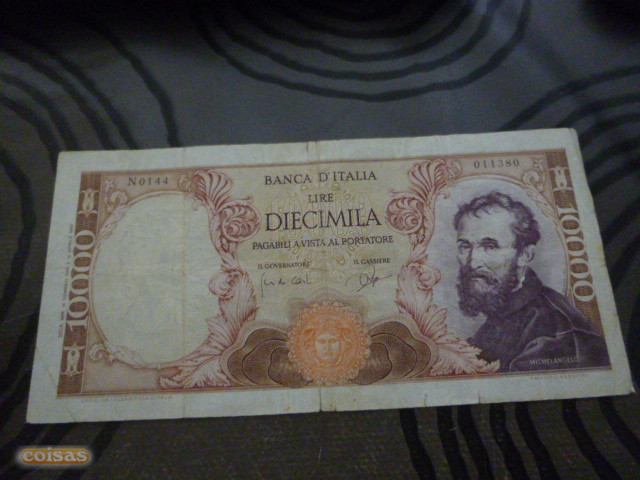 N0144
011380
BANCA D'ITALIA
LIRE
DIECIMILA
PAGABILI A VISTA AL PORTATORE
IL GOVERNATORE
IL CASSIERE
10000
10000
MICHELANGELO
coisas